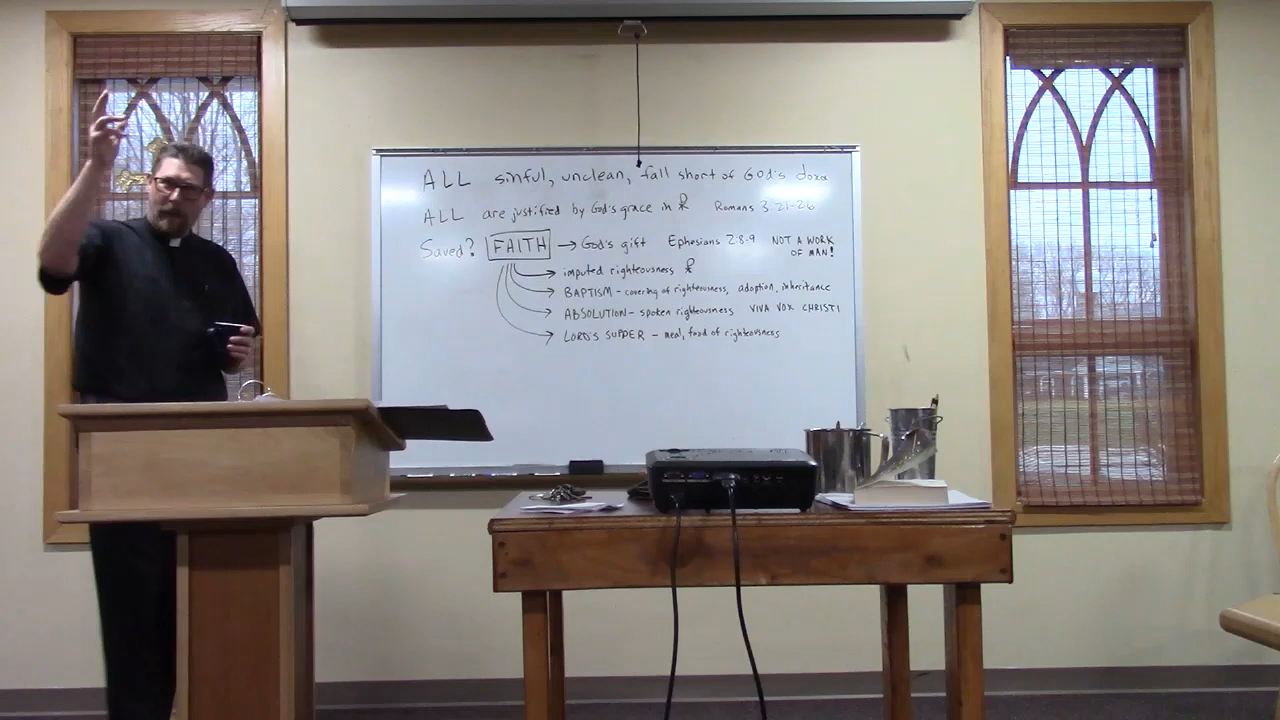 ALL sinful, unclean, fall short of God's doxa
ALL are justified by God's grace in ☧ Romans 3:21-26
Saved? FAITH → God's gift Ephesians 2:8-9 NOT A WORK
OF MAN!
→ imputed righteousness ☧
→ BAPTISM - covering of righteousness, adoption, inheritance
→ ABSOLUTION - spoken righteousness VIVA VOX CHRISTI
→ LORD'S SUPPER - meal, food of righteousness